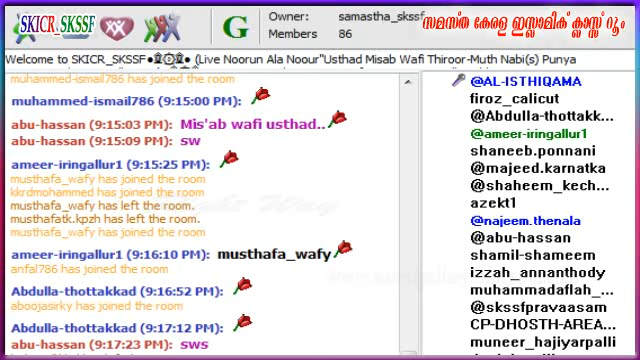 SKICR_SKSSF
Owner: samastha_skssf
Members 86
സമസ്ത കേരള ഇസ്ലാമിക് ക്ലാസ്സ് റൂം
Welcome to SKICR_SKSSF (Live Noorun Ala Noour"Usthad Misab Wafi Thiroor-Muth Nabi(s) Punya
muhammed-ismail786 has joined the room
muhammed-ismail786 (9:15:00 PM):
abu-hassan (9:15:03 PM): Mis'ab wafi usthad..
abu-hassan (9:15:09 PM): sw
ameer-iringallur1 (9:15:25 PM):
musthafa_wafy has joined the room
kkrdmohammed has joined the room
musthafa_wafy has left the room.
musthafatk.kpzh has left the room.
musthafa_wafy has joined the room
ameer-iringallur1 (9:16:10 PM): musthafa_wafy
anfal786 has joined the room
Abdulla-thottakkad (9:16:52 PM):
aboojasirky has joined the room
Abdulla-thottakkad (9:17:12 PM):
abu-hassan (9:17:23 PM): sws
@AL-ISTHIQAMA
firoz_calicut
@Abdulla-thottakk...
@ameer-iringallur1
shaneeb.ponnani
@majeed.karnatka
@shaheem_kech...
azekt1
@najeem.thenala
@abu-hassan
shamil-shameem
izzah_annanthody
muhammadaflah_...
@skssfpravaasam
CP-DHOSTH-AREA...
muneer_hajiyarpalli